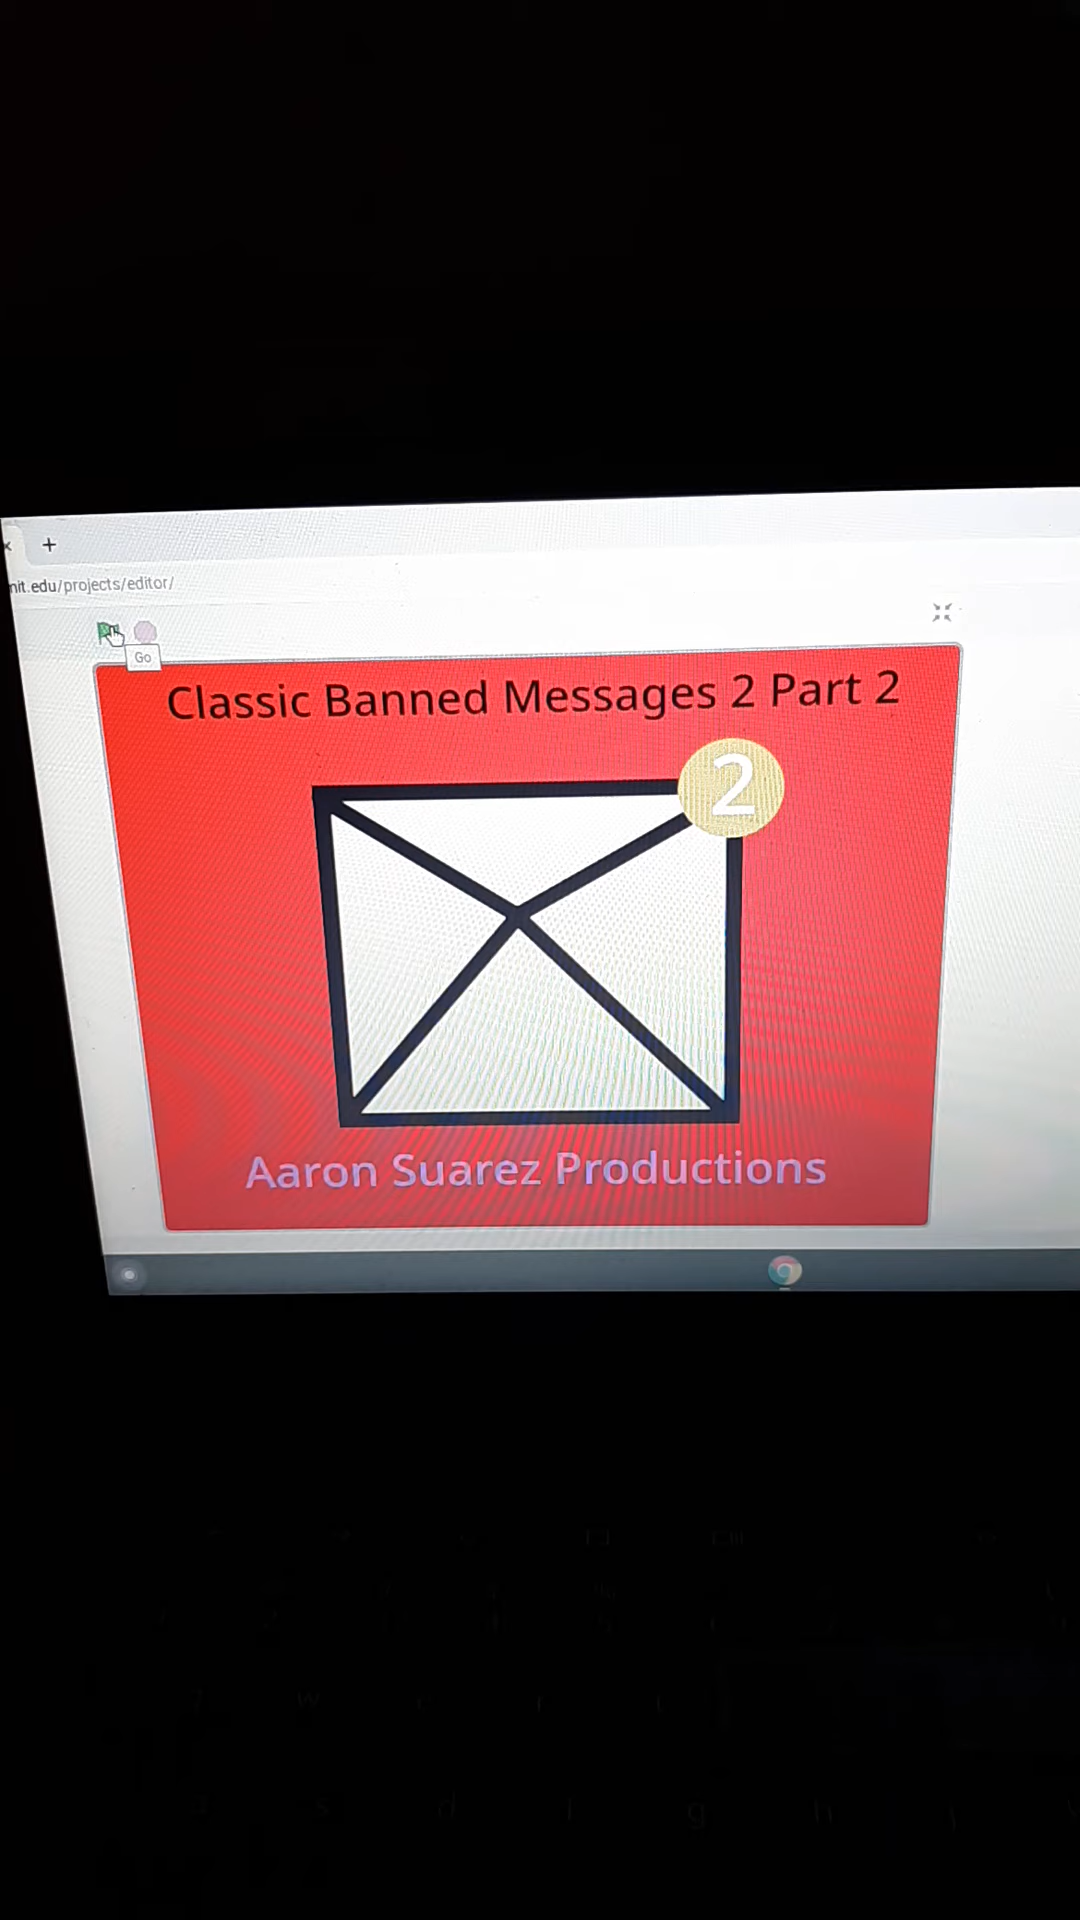 +
nit.edu/projects/editor/
Go
Classic Banned Messages 2 Part 2
2
Aaron Suarez Productions
w
s d f g h